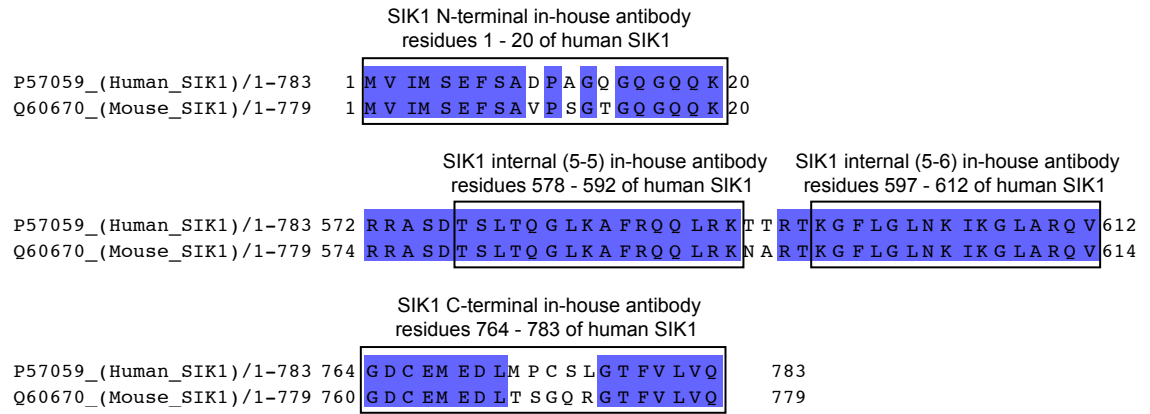 SIK1 N-terminal in-house antibody
residues 1 - 20 of human SIK1
P57059_(Human_SIK1)/1-783 1 M V I M S E F S A D P A G Q G Q G Q Q K 20
Q60670_(Mouse_SIK1)/1-779 1 M V I M S E F S A V P S G T G Q G Q Q K 20
SIK1 internal (5-5) in-house antibody SIK1 internal (5-6) in-house antibody
residues 578 - 592 of human SIK1 residues 597 - 612 of human SIK1
P57059_(Human_SIK1)/1-783 572 R R A S D T S L T Q G L K A F R Q Q L R K T T R T K G F L G L N K I K G L A R Q V 612
Q60670_(Mouse_SIK1)/1-779 574 R R A S D T S L T Q G L K A F R Q Q L R K N A R T K G F L G L N K I K G L A R Q V 614
SIK1 C-terminal in-house antibody
residues 764 - 783 of human SIK1
P57059_(Human_SIK1)/1-783 764 G D C E M E D L M P C S L G T F V L V Q 783
Q60670_(Mouse_SIK1)/1-779 760 G D C E M E D L T S G Q R G T F V L V Q 779